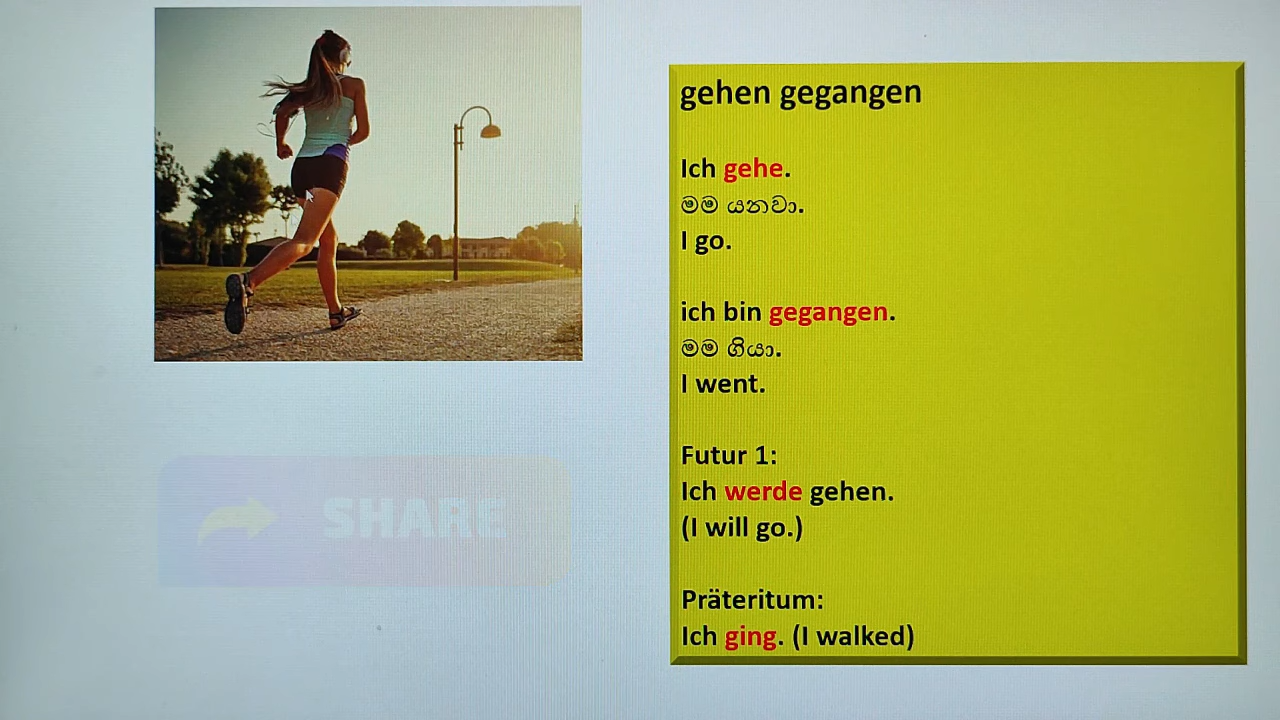 gehen gegangen
Ich gehe.
මම යනවා.
I go.
ich bin gegangen.
මම ගියා.
I went.
Futur 1:
Ich werde gehen.
(I will go.)
Präteritum:
Ich ging. (I walked)
SHARE